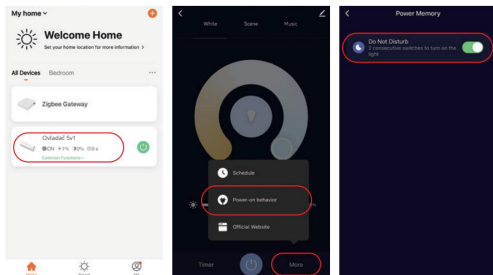 My home
Welcome Home
Set your home location for more information >
All Devices Bedroom
Zigbee Gateway
Ovladač 5v1
Common Functions
White Scene Music
Schedule
Power on behavior
Official Website
Timer
More
Power Memory
Do Not Disturb
2 consecutive switches to turn on the
light